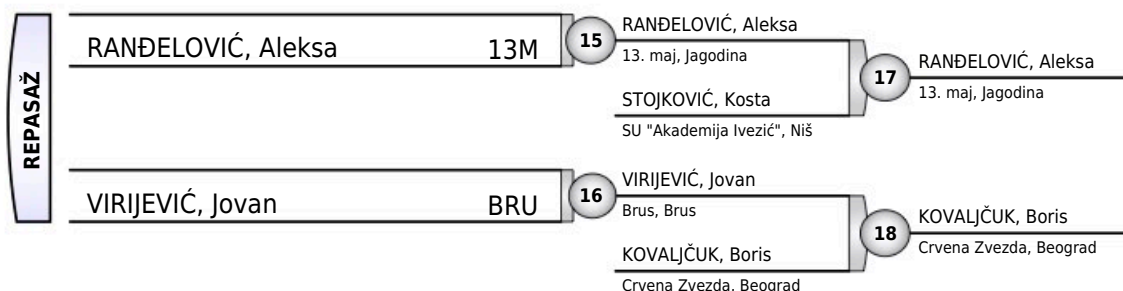 REPASAŽ
RANĐELOVIĆ, Aleksa 13M
15
RANĐELOVIĆ, Aleksa
13. maj, Jagodina
STOJKOVIĆ, Kosta
SU "Akademija Ivezić", Niš
17
RANĐELOVIĆ, Aleksa
13. maj, Jagodina
VIRIJEVIĆ, Jovan BRU
16
VIRIJEVIĆ, Jovan
Brus, Brus
KOVALJČUK, Boris
Crvena Zvezda, Beograd
18
KOVALJČUK, Boris
Crvena Zvezda, Beograd